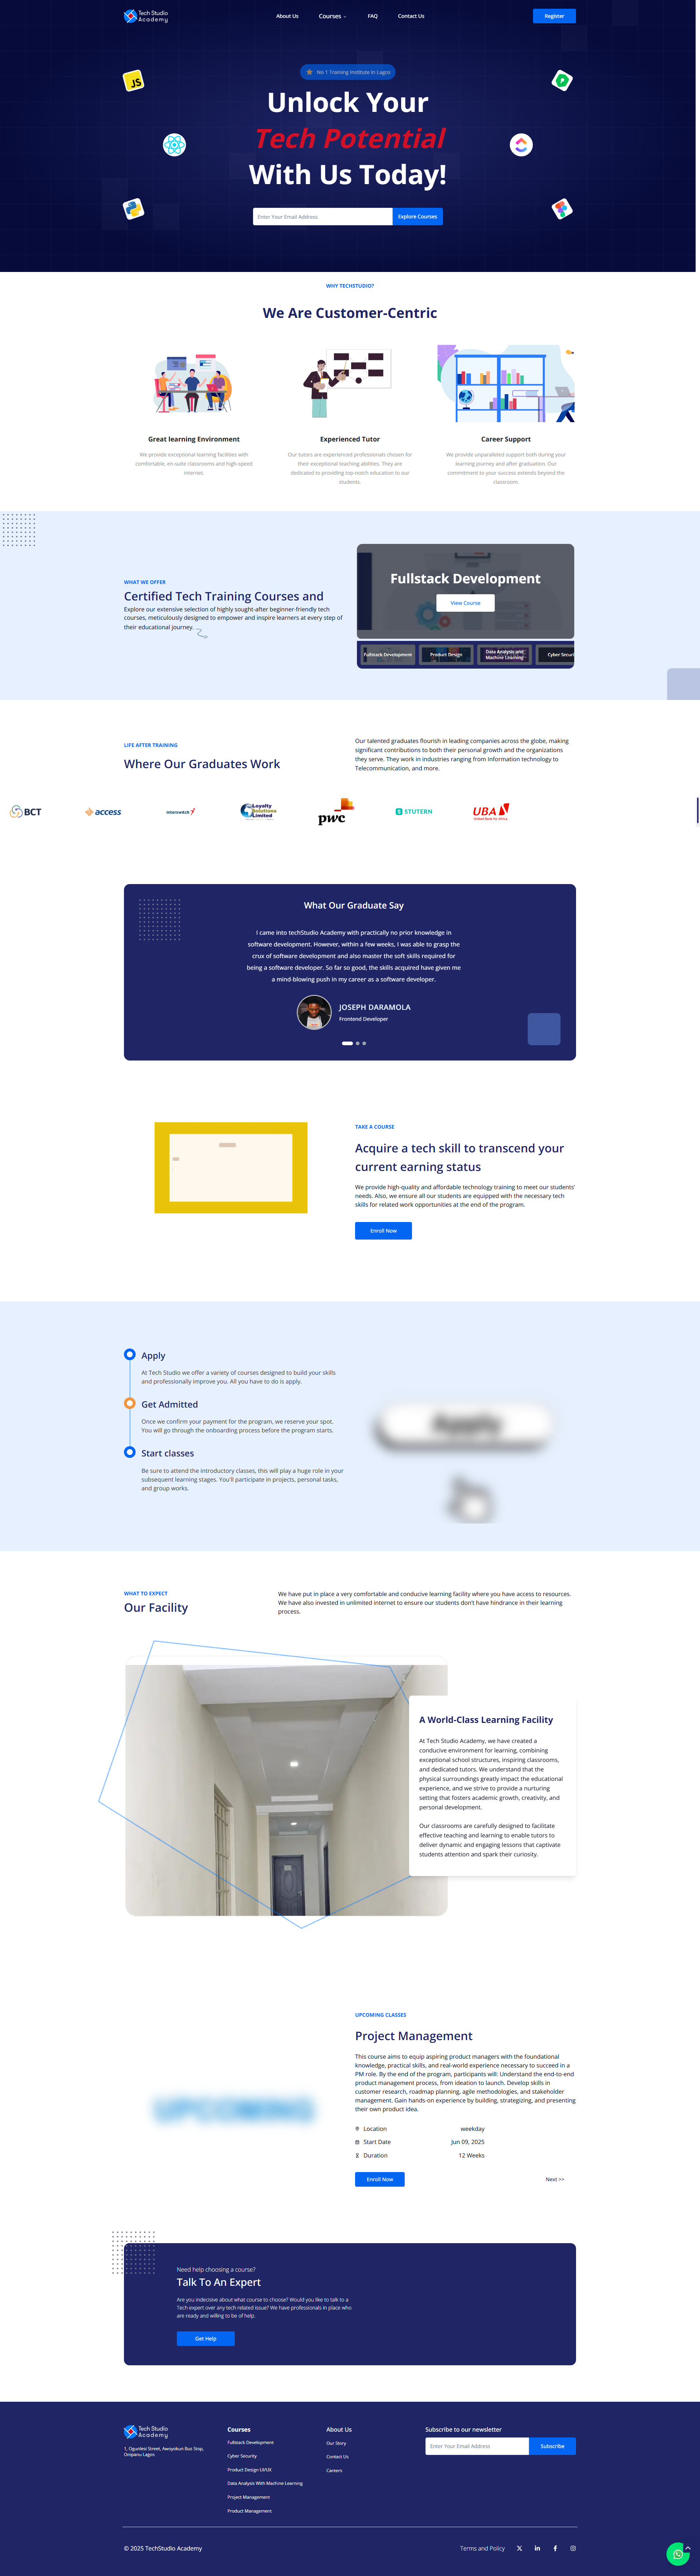 Tech Studio
Academy
About Us
Courses
FAQ
Contact Us
Register
No 1 Training Institute in Lagos
JS
Unlock Your
Tech Potential
With Us Today!
Enter Your Email Address
Explore Courses
WHY TECHSTUDIO?
We Are Customer-Centric
Great learning Environment
We provide exceptional learning facilities with
comfortable, en-suite classrooms and high-speed
internet.
Experienced Tutor
Our tutors are experienced professionals chosen for
their exceptional teaching abilities. They are
dedicated to providing top-notch education to our
students.
Career Support
We provide unparalleled support both during your
learning journey and after graduation. Our
commitment to your success extends beyond the
classroom.
WHAT WE OFFER
Certified Tech Training Courses and
Explore our extensive selection of highly sought-after beginner-friendly tech
courses, meticulously designed to empower and inspire learners at every step of
their educational journey.
Fullstack Development
View Course
Fullstack Development
Product Design
Data Analysis and
Machine Learning
Cyber Securi
LIFE AFTER TRAINING
Where Our Graduates Work
Our talented graduates flourish in leading companies across the globe, making
significant contributions to both their personal growth and the organizations
they serve. They work in industries ranging from Information technology to
Telecommunication, and more.
BCT
access
Interswitch
Loyalty
Solutions
Limited
pwc
STUTERN
UBA
United Bank for Africa
What Our Graduate Say
I came into techStudio Academy with practically no prior knowledge in
software development. However, within a few weeks, I was able to grasp the
crux of software development and also master the soft skills required for
being a software developer. So far so good, the skills acquired have given me
a mind-blowing push in my career as a software developer.
JOSEPH DARAMOLA
Frontend Developer
TAKE A COURSE
Acquire a tech skill to transcend your
current earning status
We provide high-quality and affordable technology training to meet our students'
needs. Also, we ensure all our students are equipped with the necessary tech
skills for related work opportunities at the end of the program.
Enroll Now
Apply
At Tech Studio we offer a variety of courses designed to build your skills
and professionally improve you. All you have to do is apply.
Get Admitted
Once we confirm your payment for the program, we reserve your spot.
You will go through the onboarding process before the program starts.
Start classes
Be sure to attend the introductory classes, this will play a huge role in your
subsequent learning stages. You'll participate in projects, personal tasks,
and group works.
Apply
WHAT TO EXPECT
Our Facility
We have put in place a very comfortable and conducive learning facility where you have access to resources.
We have also invested in unlimited internet to ensure our students don't have hindrance in their learning
process.
A World-Class Learning Facility
At Tech Studio Academy, we have created a
conducive environment for learning, combining
exceptional school structures, inspiring classrooms,
and dedicated tutors. We understand that the
physical surroundings greatly impact the educational
experience, and we strive to provide a nurturing
setting that fosters academic growth, creativity, and
personal development.
Our classrooms are carefully designed to facilitate
effective teaching and learning to enable tutors to
deliver dynamic and engaging lessons that captivate
students attention and spark their curiosity.
UPCOMING
UPCOMING CLASSES
Project Management
This course aims to equip aspiring product managers with the foundational
knowledge, practical skills, and real-world experience necessary to succeed in a
PM role. By the end of the program, participants will: Understand the end-to-end
product management process, from ideation to launch. Develop skills in
customer research, roadmap planning, agile methodologies, and stakeholder
management. Gain hands-on experience by building, strategizing, and presenting
their own product idea.
Location weekday
Start Date Jun 09, 2025
Duration 12 Weeks
Enroll Now
Next >>
Need help choosing a course?
Talk To An Expert
Are you indecisive about what course to choose? Would you like to talk to a
Tech expert over any tech related issue? We have professionals in place who
are ready and willing to be of help.
Get Help
Tech Studio
Academy
1, Ogunlesi Street, Awoyokun Bus Stop,
Onipanu Lagos
Courses
Fullstack Development
Cyber Security
Product Design UI/UX
Data Analysis With Machine Learning
Project Management
Product Management
About Us
Our Story
Contact Us
Careers
Subscribe to our newsletter
Enter Your Email Address
Subscribe
© 2025 TechStudio Academy
Terms and Policy